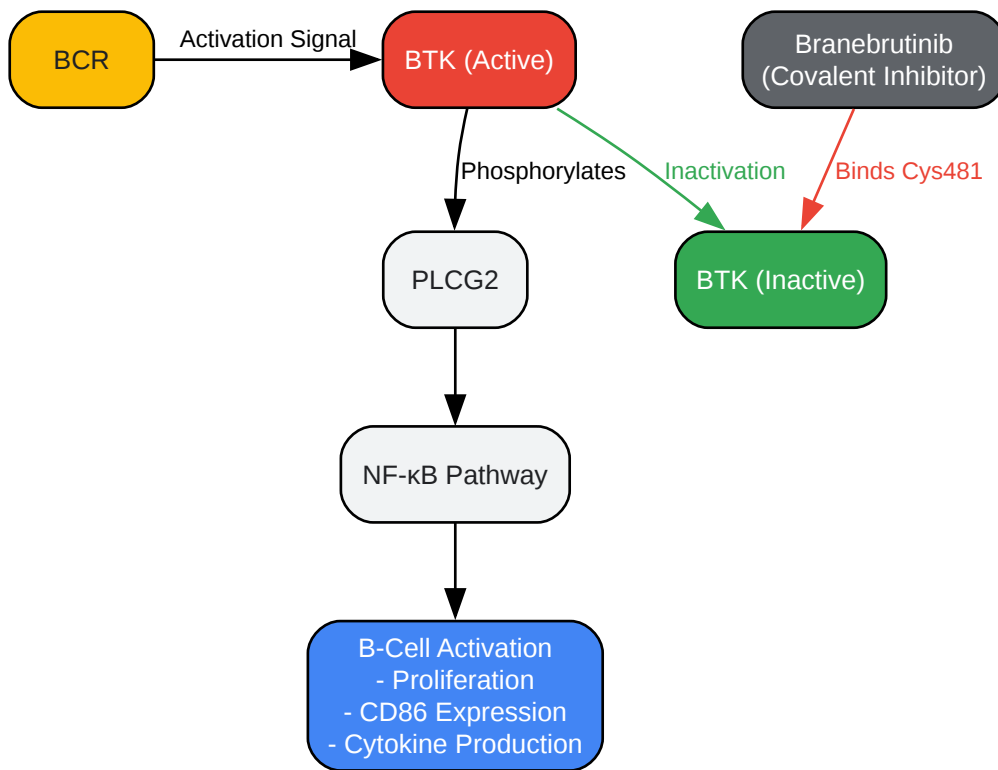 BCR
Activation Signal
BTK (Active)
Branebrutinib
(Covalent Inhibitor)
Phosphorylates
Inactivation
Binds Cys481
PLCG2
BTK (Inactive)
NF-κB Pathway
B-Cell Activation
- Proliferation
- CD86 Expression
- Cytokine Production